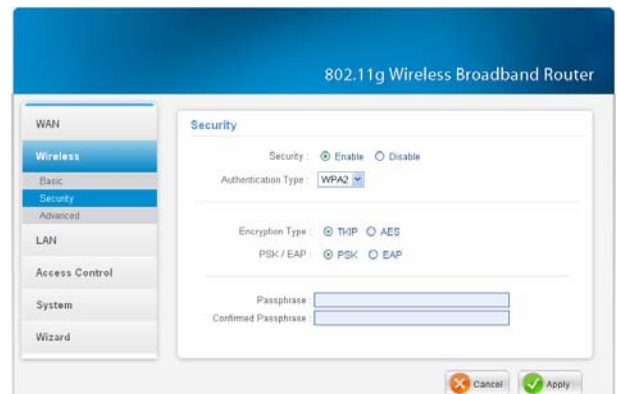 802.11g Wireless Broadband Router
WAN
Wireless
Basic
Security
Advanced
LAN
Access Control
System
Wizard
Security
Security : Enable Disable
Authentication Type : WPA2
Encryption Type : TKIP AES
PSK / EAP : PSK EAP
Passphrase :
Confirmed Passphrase :
Cancel Apply